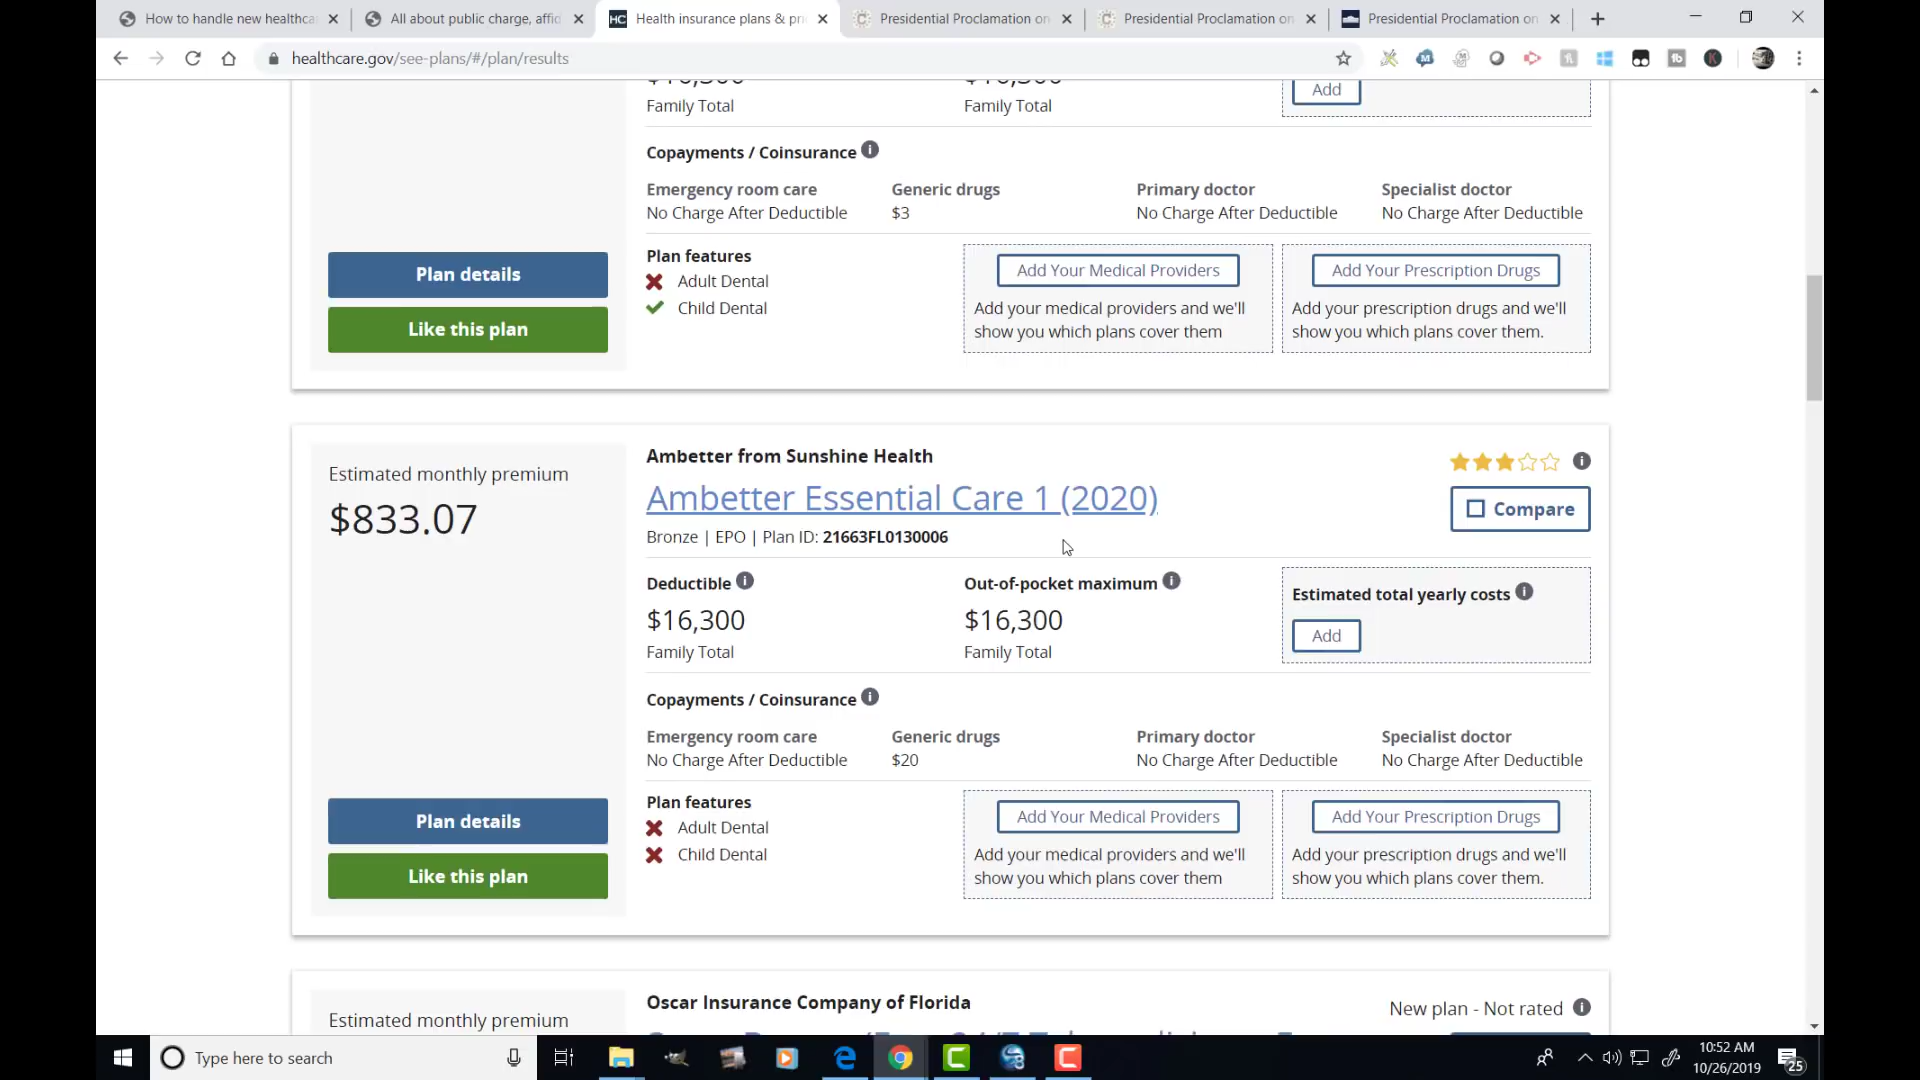 How to handle new healthca
All about public charge, affid
HC Health insurance plans & pri
Presidential Proclamation on
Presidential Proclamation on
Presidential Proclamation on
healthcare.gov/see-plans/#/plan/results
$16,300
$16,300
Family Total
Family Total
Add
Copayments / Coinsurance
Emergency room care
Generic drugs
Primary doctor
Specialist doctor
No Charge After Deductible
$3
No Charge After Deductible
No Charge After Deductible
Plan details
Like this plan
Plan features
Adult Dental
Child Dental
Add Your Medical Providers
Add your medical providers and we'll
show you which plans cover them
Add Your Prescription Drugs
Add your prescription drugs and we'll
show you which plans cover them.
Estimated monthly premium
$833.07
Ambetter from Sunshine Health
Ambetter Essential Care 1 (2020)
Bronze | EPO | Plan ID: 21663FL0130006
Compare
Deductible
$16,300
Family Total
Out-of-pocket maximum
$16,300
Family Total
Estimated total yearly costs
Add
Copayments / Coinsurance
Emergency room care
Generic drugs
Primary doctor
Specialist doctor
No Charge After Deductible
$20
No Charge After Deductible
No Charge After Deductible
Plan details
Like this plan
Plan features
Adult Dental
Child Dental
Add Your Medical Providers
Add your medical providers and we'll
show you which plans cover them
Add Your Prescription Drugs
Add your prescription drugs and we'll
show you which plans cover them.
Estimated monthly premium
Oscar Insurance Company of Florida
New plan - Not rated
Type here to search
10:52 AM
10/26/2019
25